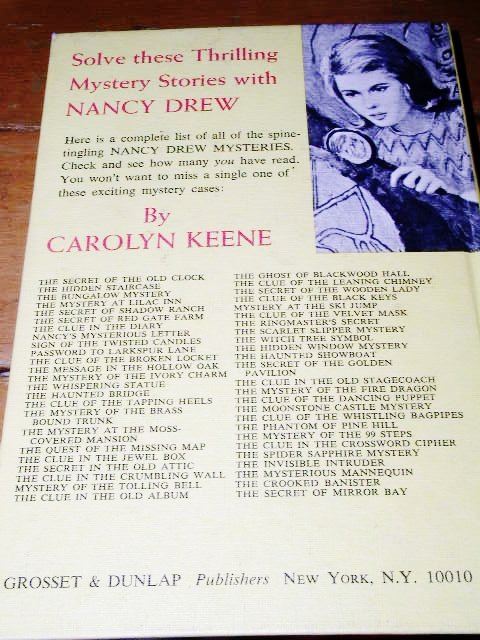 Solve these Thrilling
Mystery Stories with
NANCY DREW
Here is a complete list of all of the spine-
tingling NANCY DREW MYSTERIES.
Check and see how many you have read.
You won't want to miss a single one of
these exciting mystery cases:
By
CAROLYN KEENE
THE SECRET OF THE OLD CLOCK
THE HIDDEN STAIRCASE
THE BUNGALOW MYSTERY
THE MYSTERY AT LILAC INN
THE SECRET OF SHADOW RANCH
THE SECRET OF RED GATE FARM
THE CLUE IN THE DIARY
NANCY'S MYSTERIOUS LETTER
SIGN OF THE TWISTED CANDLES
PASSWORD TO LARKSPUR LANE
THE CLUE OF THE BROKEN LOCKET
THE MESSAGE IN THE HOLLOW OAK
THE MYSTERY OF THE IVORY CHARM
THE WHISPERING STATUE
THE HAUNTED BRIDGE
THE CLUE OF THE TAPPING HEELS
THE MYSTERY OF THE BRASS
BOUND TRUNK
THE MYSTERY AT THE MOSS-
COVERED MANSION
THE QUEST OF THE MISSING MAP
THE CLUE IN THE JEWEL BOX
THE SECRET IN THE OLD ATTIC
THE CLUE IN THE CRUMBLING WALL
MYSTERY OF THE TOLLING BELL
THE CLUE IN THE OLD ALBUM
THE GHOST OF BLACKWOOD HALL
THE CLUE OF THE LEANING CHIMNEY
THE SECRET OF THE WOODEN LADY
THE CLUE OF THE BLACK KEYS
MYSTERY AT THE SKI JUMP
THE CLUE OF THE VELVET MASK
THE RINGMASTER'S SECRET
THE SCARLET SLIPPER MYSTERY
THE WITCH TREE SYMBOL
THE HIDDEN WINDOW MYSTERY
THE HAUNTED SHOWBOAT
THE SECRET OF THE GOLDEN
PAVILION
THE CLUE IN THE OLD STAGECOACH
THE MYSTERY OF THE FIRE DRAGON
THE CLUE OF THE DANCING PUPPET
THE MOONSTONE CASTLE MYSTERY
THE CLUE OF THE WHISTLING BAGPIPES
THE PHANTOM OF PINE HILL
THE MYSTERY OF THE 99 STEPS
THE CLUE IN THE CROSSWORD CIPHER
THE SPIDER SAPPHIRE MYSTERY
THE INVISIBLE INTRUDER
THE MYSTERIOUS MANNEQUIN
THE CROOKED BANISTER
THE SECRET OF MIRROR BAY
GROSSET & DUNLAP Publishers NEW YORK, N.Y. 10010